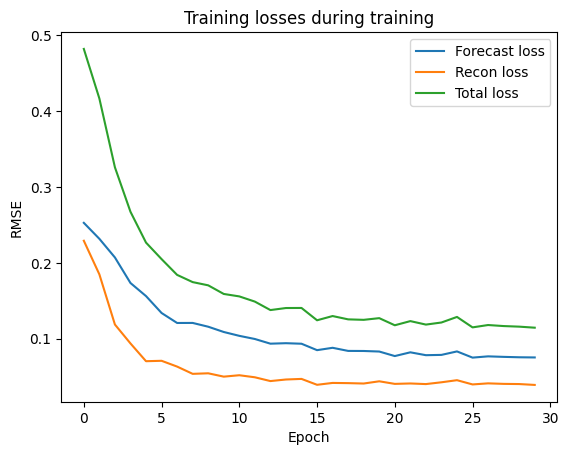 Training losses during training
Forecast loss
Recon loss
Total loss
RMSE
0.5
0.4
0.3
0.2
0.1
0 5 10 15 20 25 30
Epoch